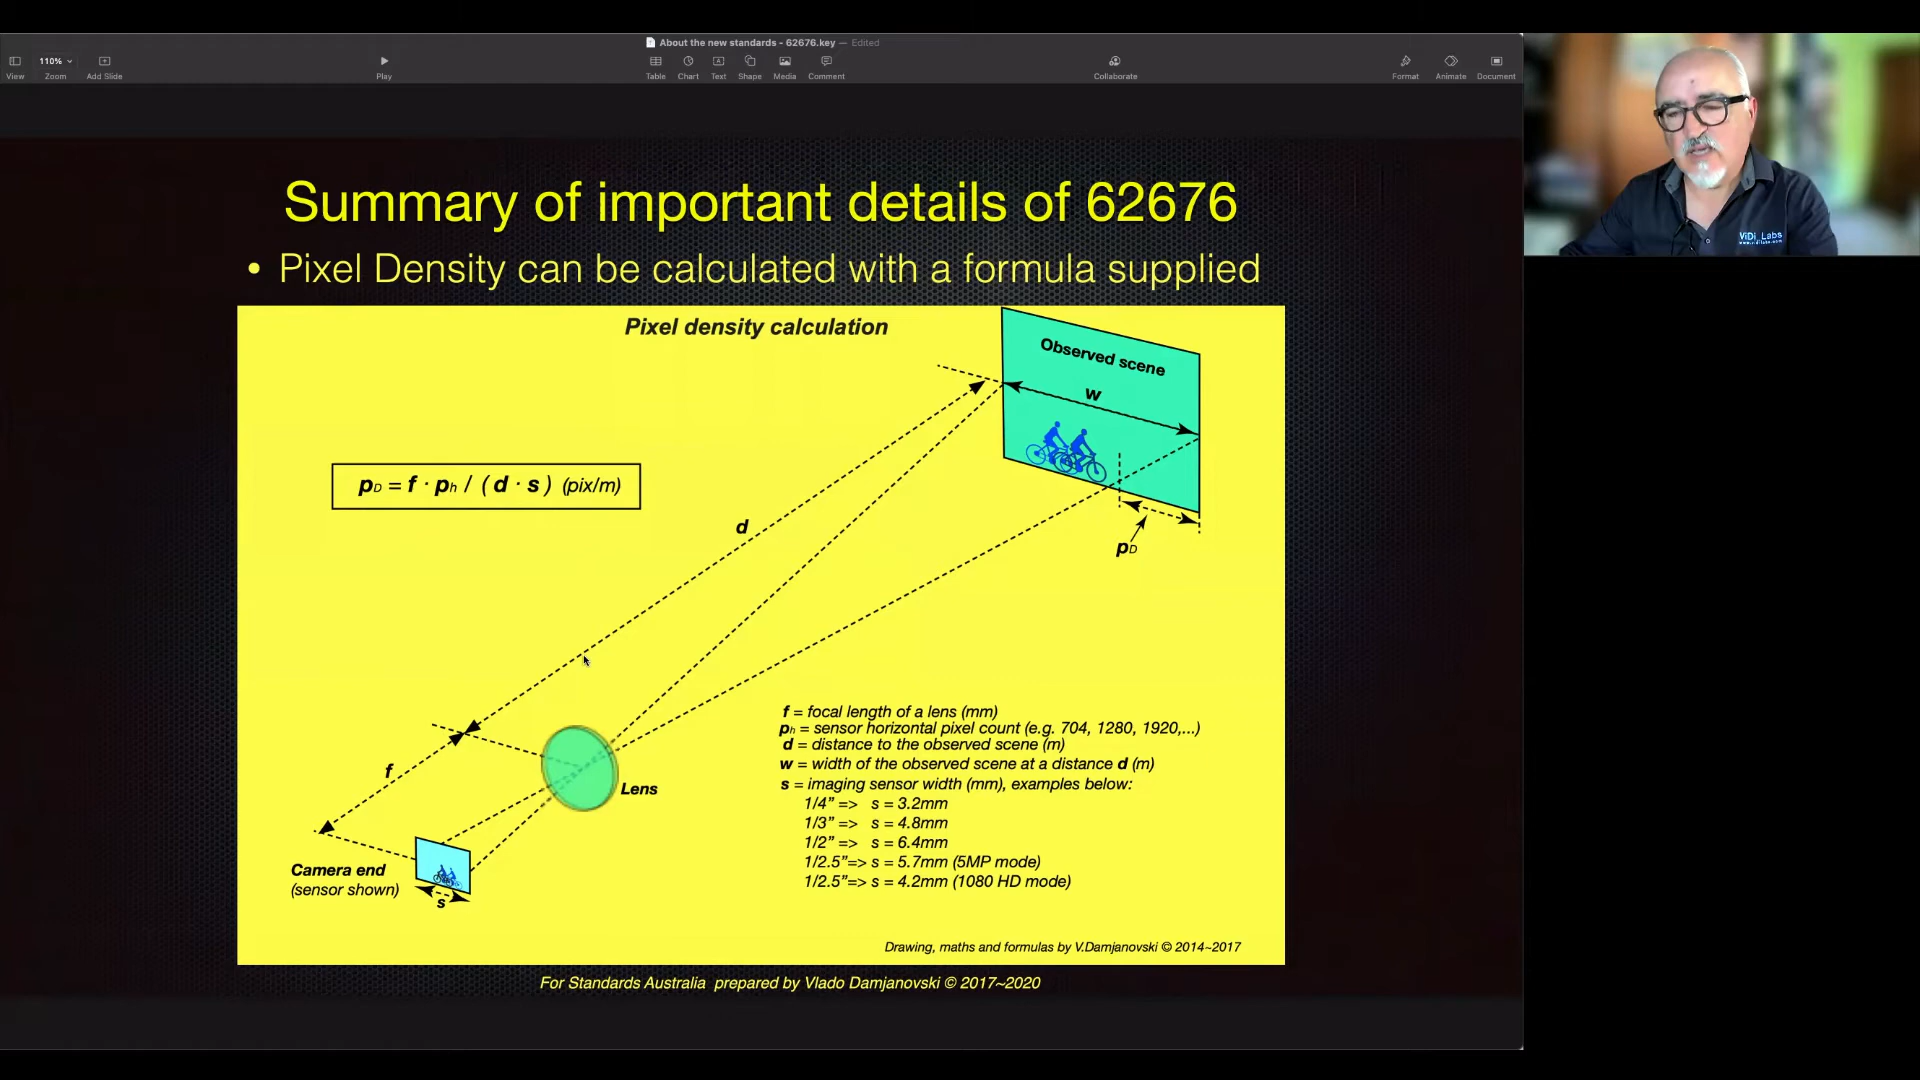 About the new standards - 62676.key — Edited
110%
View
Zoom
Add Slide
Play
Table
Chart
Text
Shape
Media
Comment
Collaborate
Format
Animate
Document
ViDi Labs
www.vidilabs.com
Summary of important details of 62676
• Pixel Density can be calculated with a formula supplied
Pixel density calculation
Observed scene
w
pD = f · ph / ( d · s ) (pix/m)
d
pD
f = focal length of a lens (mm)
ph = sensor horizontal pixel count (e.g. 704, 1280, 1920,...)
d = distance to the observed scene (m)
w = width of the observed scene at a distance d (m)
s = imaging sensor width (mm), examples below:
1/4” => s = 3.2mm
1/3” => s = 4.8mm
1/2” => s = 6.4mm
1/2.5”=> s = 5.7mm (5MP mode)
1/2.5”=> s = 4.2mm (1080 HD mode)
f
Lens
Camera end
(sensor shown)
s
Drawing, maths and formulas by V.Damjanovski © 2014~2017
For Standards Australia prepared by Vlado Damjanovski © 2017~2020